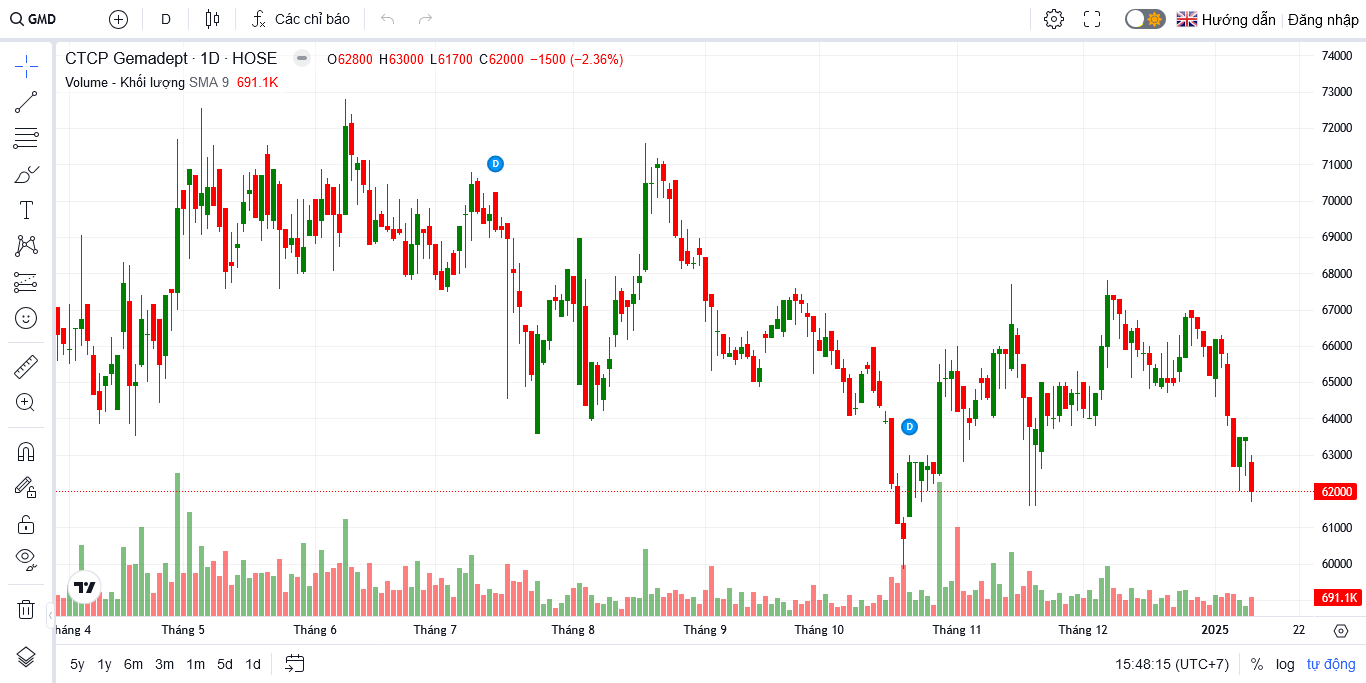 GMD D Các chỉ báo Hướng dẫn Đăng nhập
CTCP Gemadept · 1D · HOSE O62800 H63000 L61700 C62000 −1500 (−2.36%)
Volume - Khối lượng SMA 9 691.1K
74000
73000
72000
71000
70000
69000
68000
67000
66000
65000
64000
63000
62000
61000
60000
691.1K
D
D
háng 4 Tháng 5 Tháng 6 Tháng 7 Tháng 8 Tháng 9 Tháng 10 Tháng 11 Tháng 12 2025 22
5y 1y 6m 3m 1m 5d 1d 15:48:15 (UTC+7) % log tự động